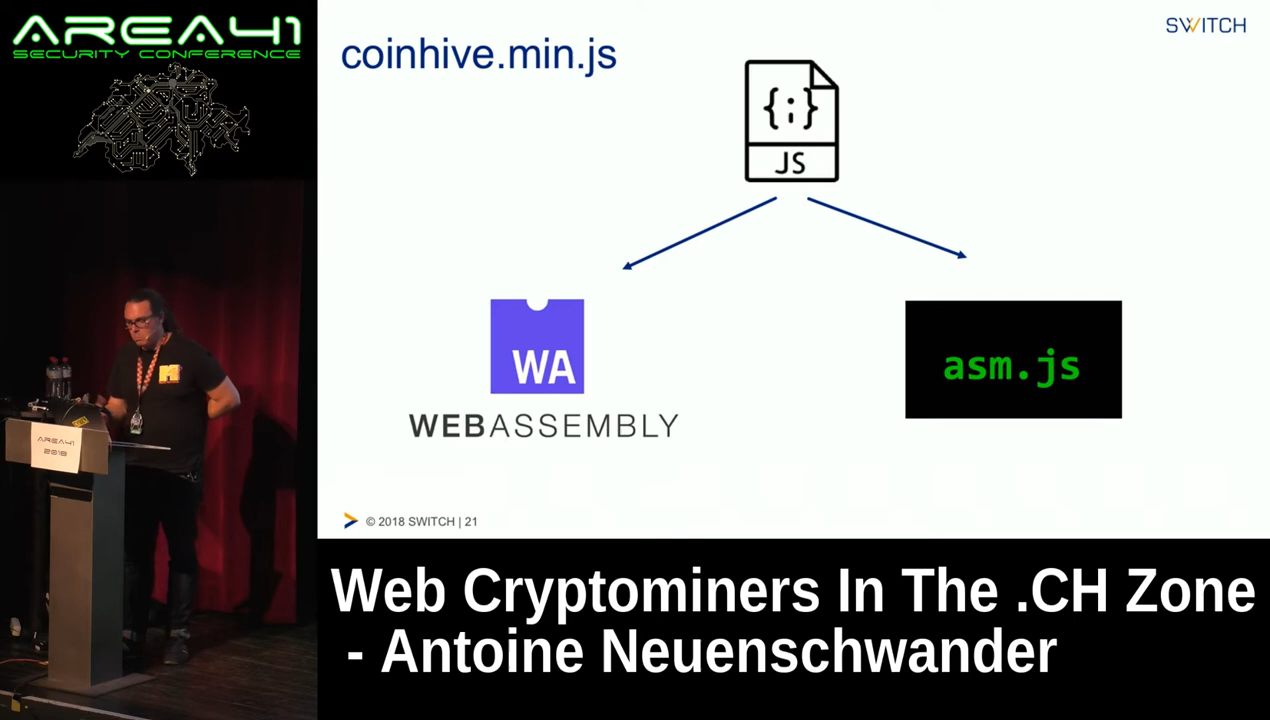 AREA41
SECURITY CONFERENCE
coinhive.min.js
SWITCH
{;}
JS
WA
WEBASSEMBLY
asm.js
© 2018 SWITCH | 21
AREA41
2018
Web Cryptominers In The .CH Zone
- Antoine Neuenschwander